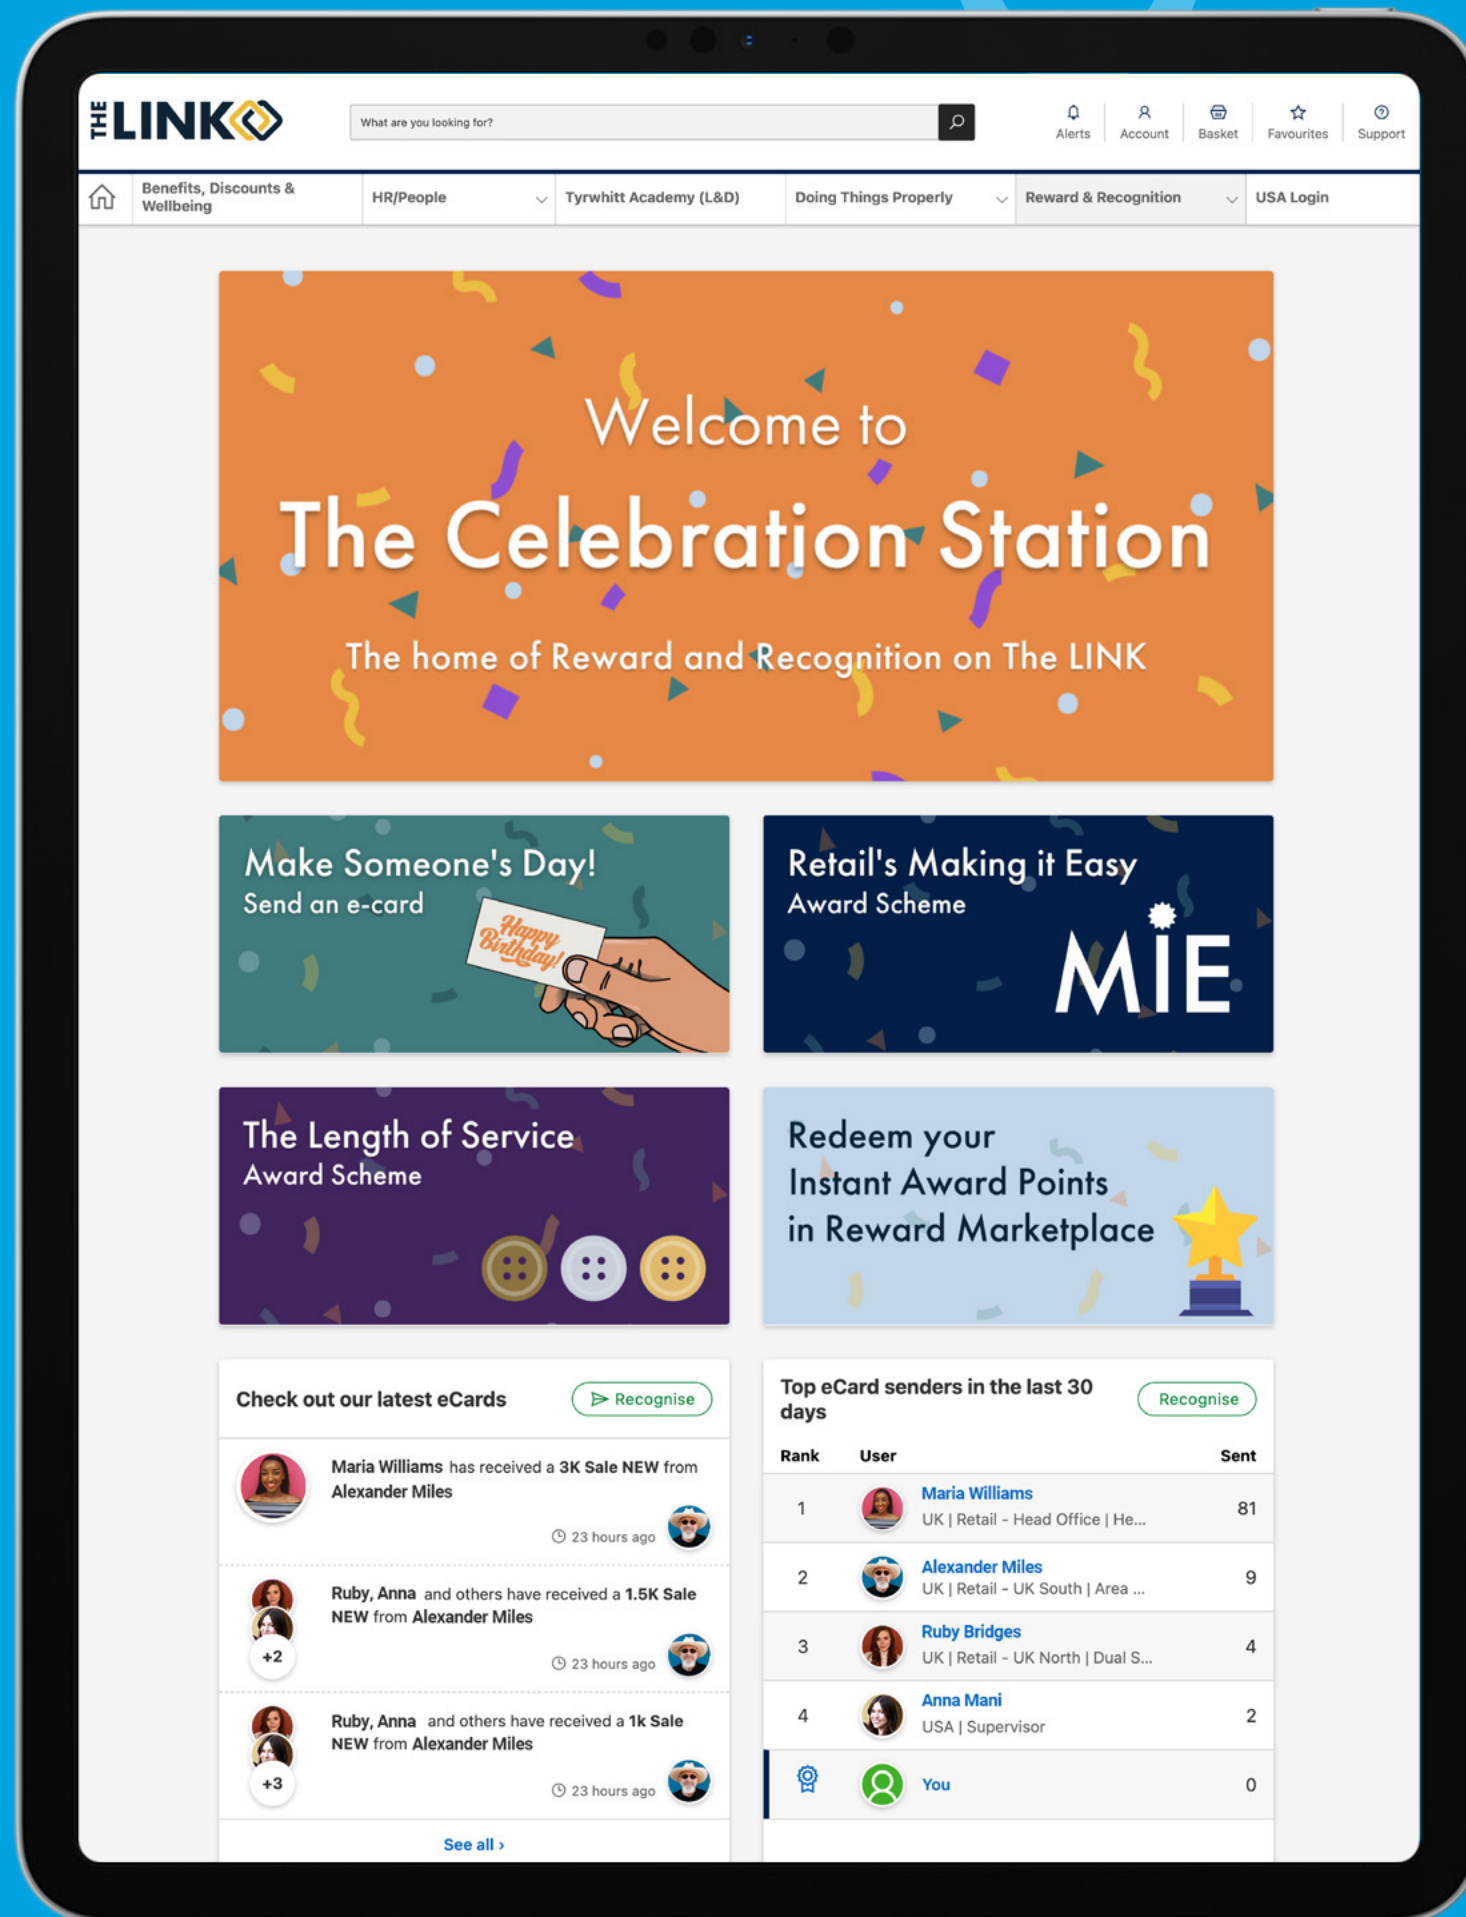 THE LINK
What are you looking for?
Alerts
Account
Basket
Favourites
Support
Benefits, Discounts &
Wellbeing
HR/People
Tyrwhitt Academy (L&D)
Doing Things Properly
Reward & Recognition
USA Login
Welcome to
The Celebration Station
The home of Reward and Recognition on The LINK
Make Someone's Day!
Send an e-card
Happy
Birthday!
Retail's Making it Easy
Award Scheme
MiE
The Length of Service
Award Scheme
Redeem your
Instant Award Points
in Reward Marketplace
Check out our latest eCards
Recognise
Maria Williams has received a 3K Sale NEW from
Alexander Miles
23 hours ago
Ruby, Anna and others have received a 1.5K Sale
NEW from Alexander Miles
+2
23 hours ago
Ruby, Anna and others have received a 1k Sale
NEW from Alexander Miles
+3
23 hours ago
See all ›
Top eCard senders in the last 30
days
Recognise
Rank User Sent
1 Maria Williams 81
UK | Retail - Head Office | He...
2 Alexander Miles 9
UK | Retail - UK South | Area ...
3 Ruby Bridges 4
UK | Retail - UK North | Dual S...
4 Anna Mani 2
USA | Supervisor
You 0